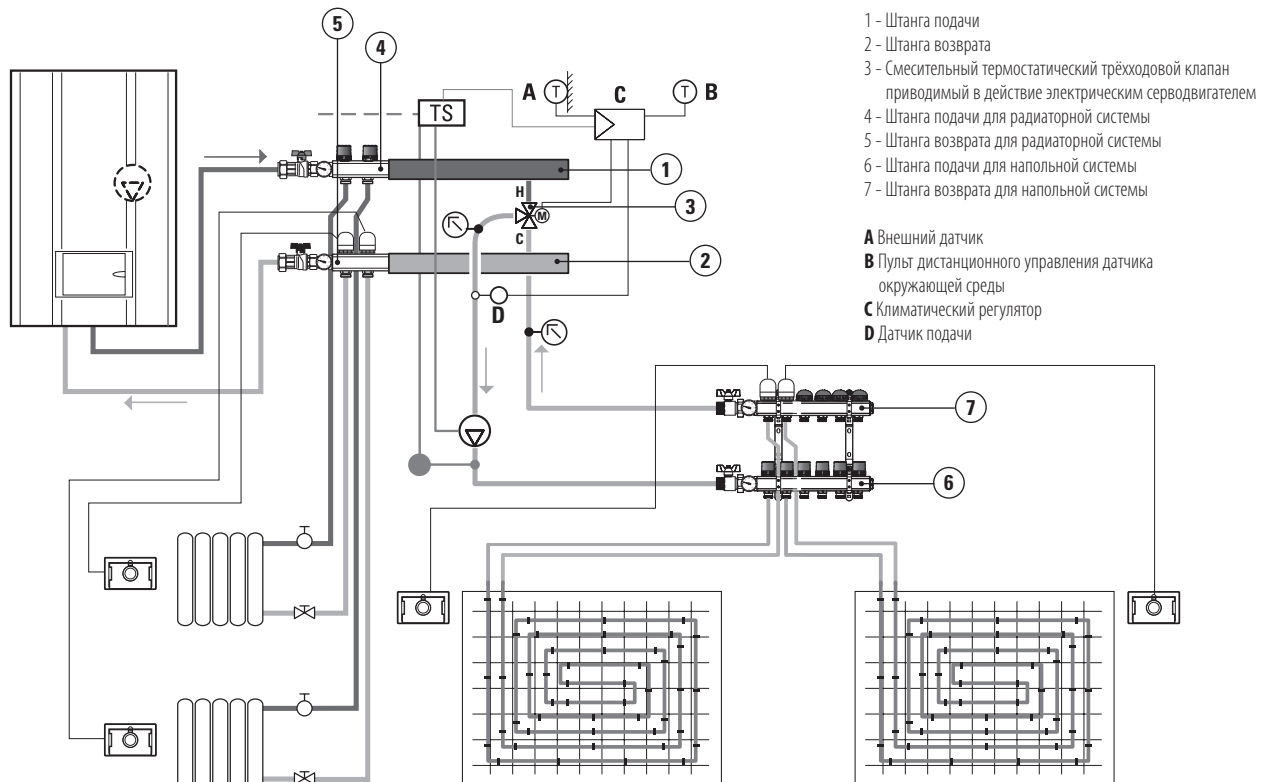 5
4
A
T
C
T
B
TS
1
H
M
3
C
2
D
7
6
1 - Штанга подачи
2 - Штанга возврата
3 - Смесительный термостатический трёхходовой клапан
приводимый в действие электрическим серводвигателем
4 - Штанга подачи для радиаторной системы
5 - Штанга возврата для радиаторной системы
6 - Штанга подачи для напольной системы
7 - Штанга возврата для напольной системы
A Внешний датчик
B Пульт дистанционного управления датчика
окружающей среды
C Климатический регулятор
D Датчик подачи